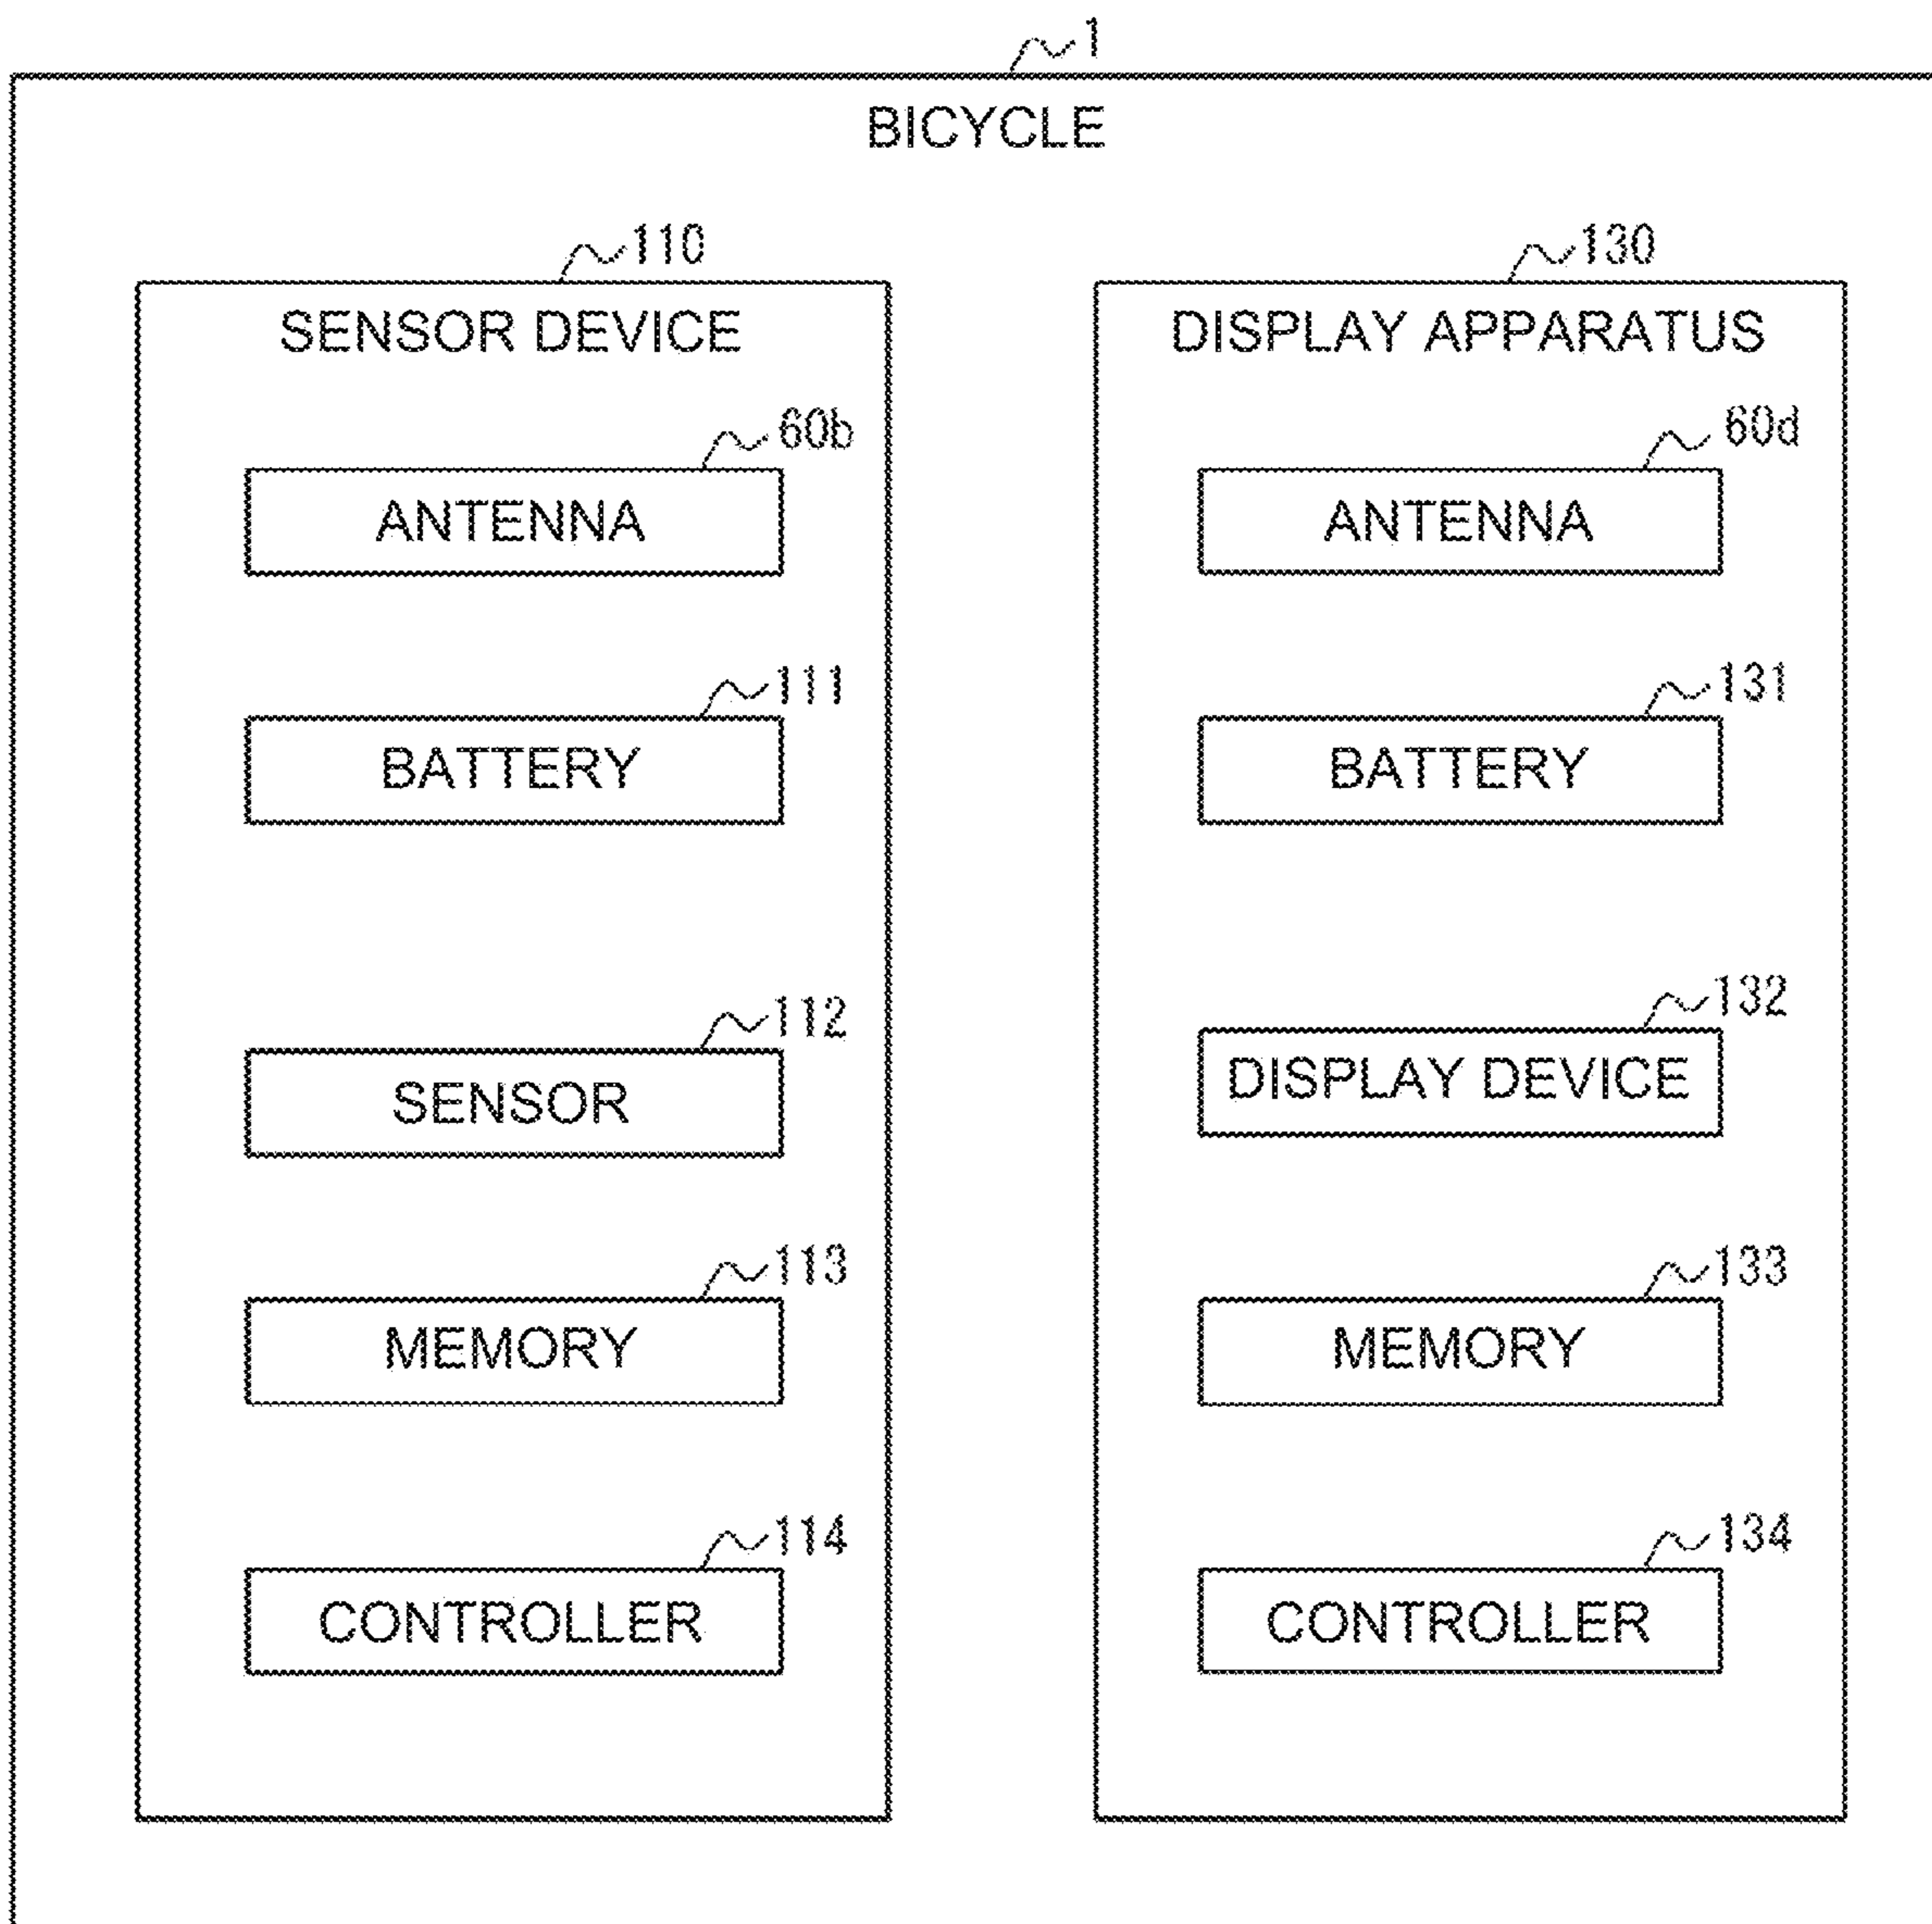 1
BICYCLE
110
SENSOR DEVICE
60b
ANTENNA
111
BATTERY
112
SENSOR
113
MEMORY
114
CONTROLLER
130
DISPLAY APPARATUS
60d
ANTENNA
131
BATTERY
132
DISPLAY DEVICE
133
MEMORY
134
CONTROLLER